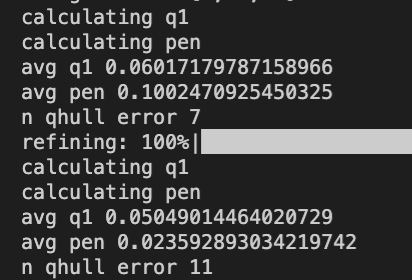 calculating q1
calculating pen
avg q1 0.06017179787158966
avg pen 0.1002470925450325
n qhull error 7
refining: 100%|
calculating q1
calculating pen
avg q1 0.05049014464020729
avg pen 0.023592893034219742
n qhull error 11